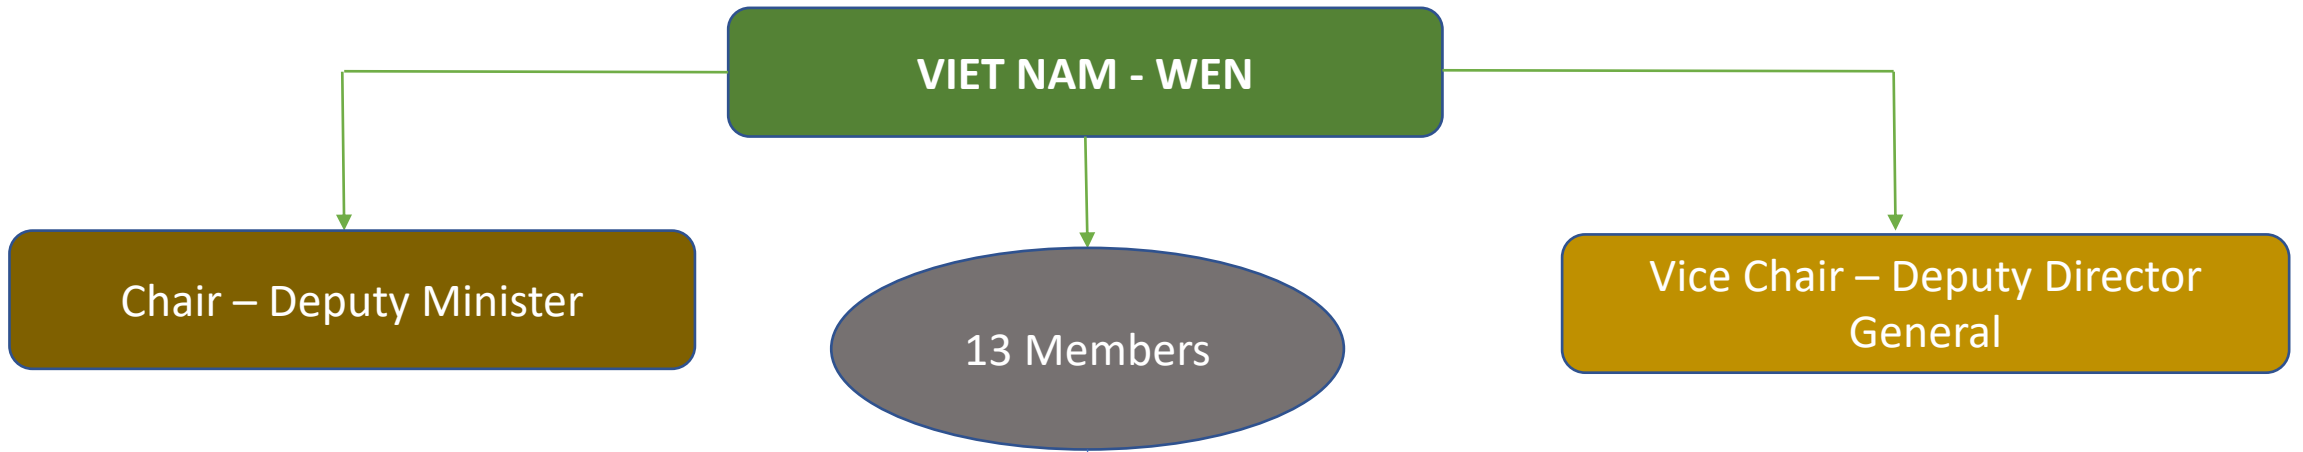 VIET NAM - WEN
Chair – Deputy Minister
13 Members
Vice Chair – Deputy Director
General